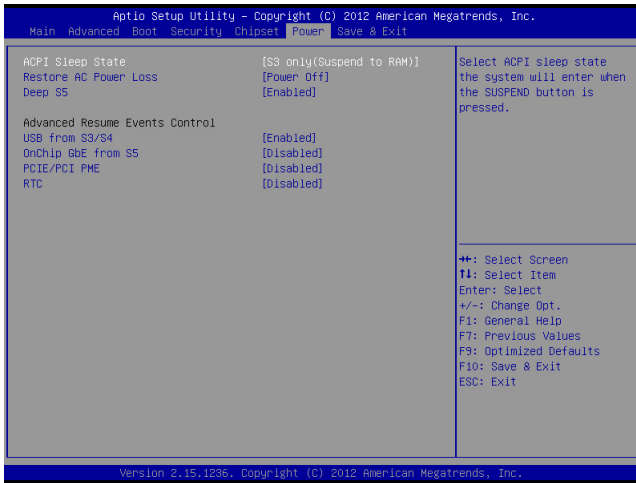 Aptio Setup Utility – Copyright (C) 2012 American Megatrends, Inc.
Main Advanced Boot Security Chipset Power Save & Exit
ACPI Sleep State [S3 only(Suspend to RAM)]
Restore AC Power Loss [Power Off]
Deep S5 [Enabled]
Advanced Resume Events Control
USB from S3/S4 [Enabled]
OnChip GbE from S5 [Disabled]
PCIE/PCI PME [Disabled]
RTC [Disabled]
Select ACPI sleep state
the system will enter when
the SUSPEND button is
pressed.
→←: Select Screen
↑↓: Select Item
Enter: Select
+/-: Change Opt.
F1: General Help
F7: Previous Values
F9: Optimized Defaults
F10: Save & Exit
ESC: Exit
Version 2.15.1236. Copyright (C) 2012 American Megatrends, Inc.